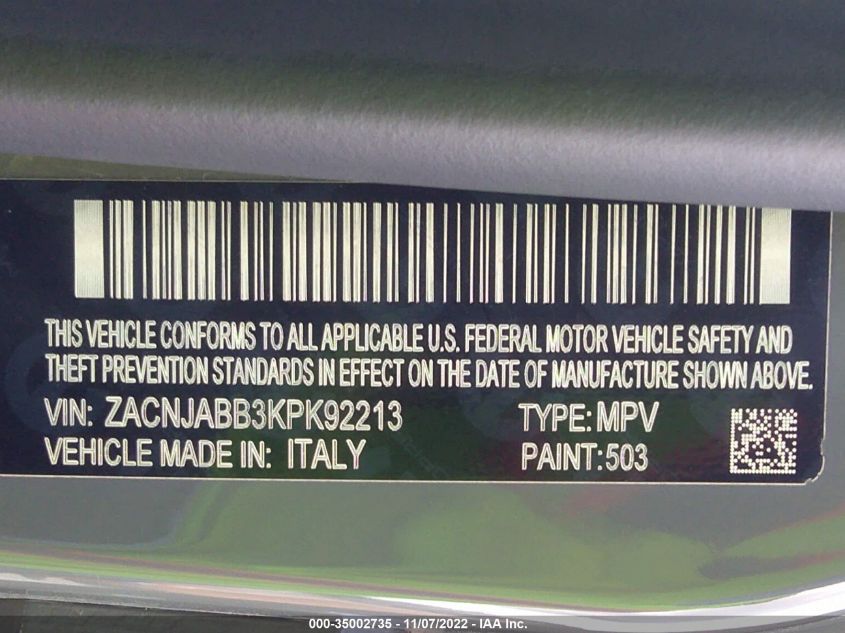 THIS VEHICLE CONFORMS TO ALL APPLICABLE U.S. FEDERAL MOTOR VEHICLE SAFETY AND
THEFT PREVENTION STANDARDS IN EFFECT ON THE DATE OF MANUFACTURE SHOWN ABOVE.
VIN: ZACNJABB3KPK92213 TYPE: MPV
VEHICLE MADE IN: ITALY PAINT: 503
000-35002735 - 11/07/2022 - IAA Inc.